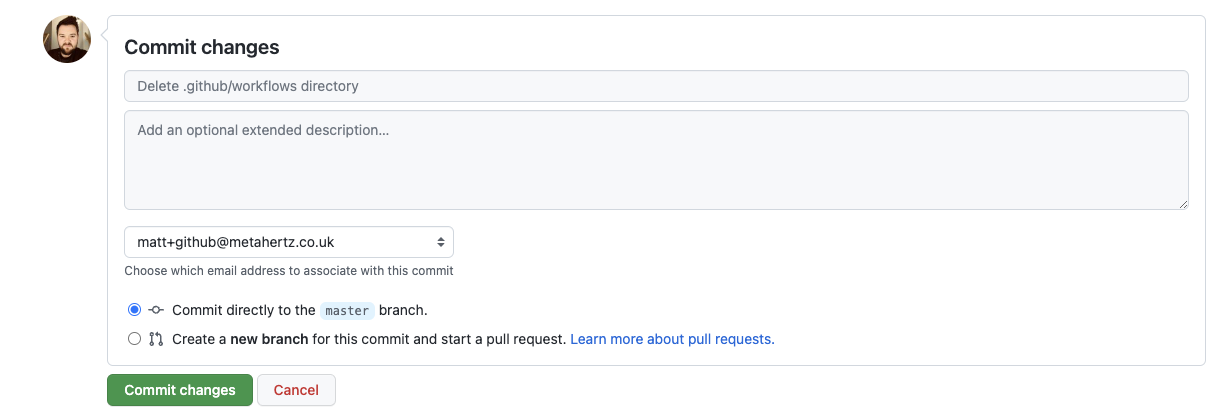 Commit changes
Delete .github/workflows directory
Add an optional extended description...
matt+github@metahertz.co.uk
Choose which email address to associate with this commit
Commit directly to the master branch.
Create a new branch for this commit and start a pull request. Learn more about pull requests.
Commit changes Cancel